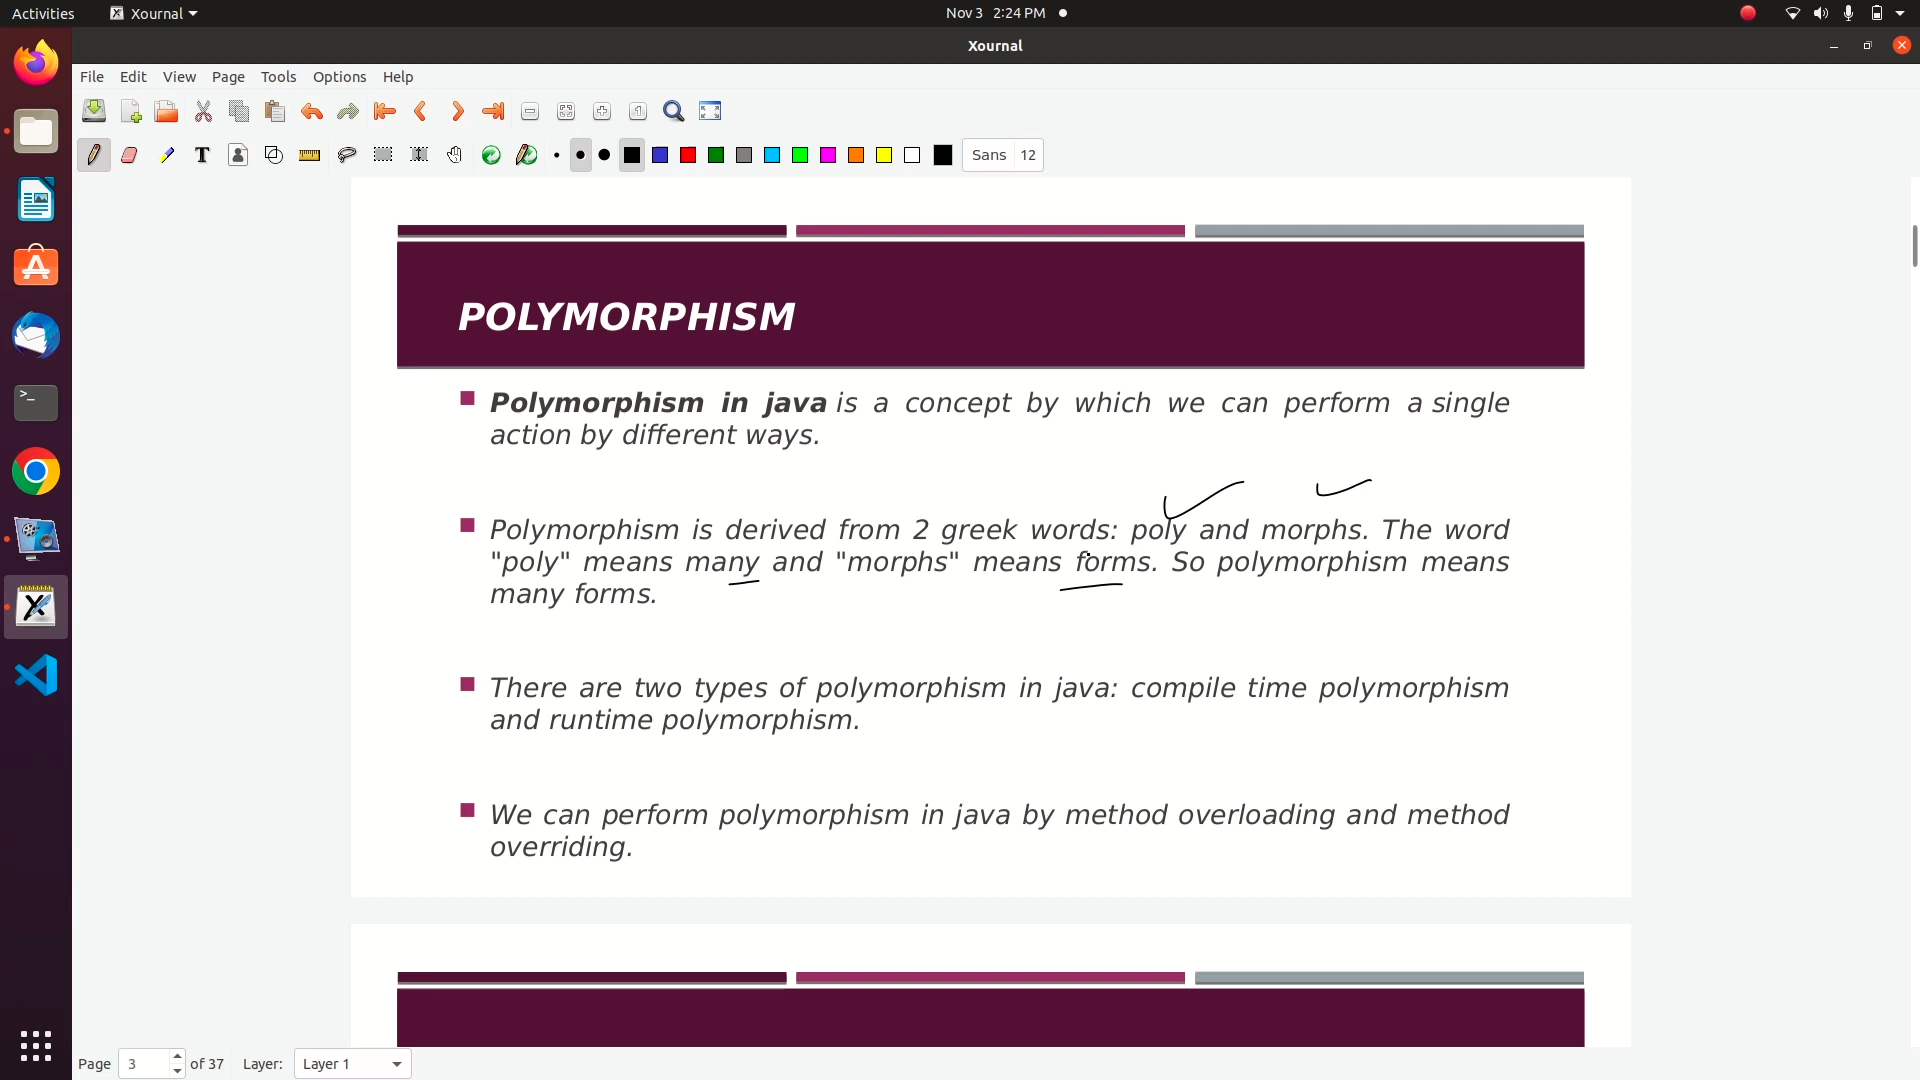 Activities Xournal Nov 3 2:24 PM
Xournal
File Edit View Page Tools Options Help
T Sans 12
POLYMORPHISM
Polymorphism in java is a concept by which we can perform a single
action by different ways.
Polymorphism is derived from 2 greek words: poly and morphs. The word
"poly" means many and "morphs" means forms. So polymorphism means
many forms.
There are two types of polymorphism in java: compile time polymorphism
and runtime polymorphism.
We can perform polymorphism in java by method overloading and method
overriding.
Page 3 of 37 Layer: Layer 1